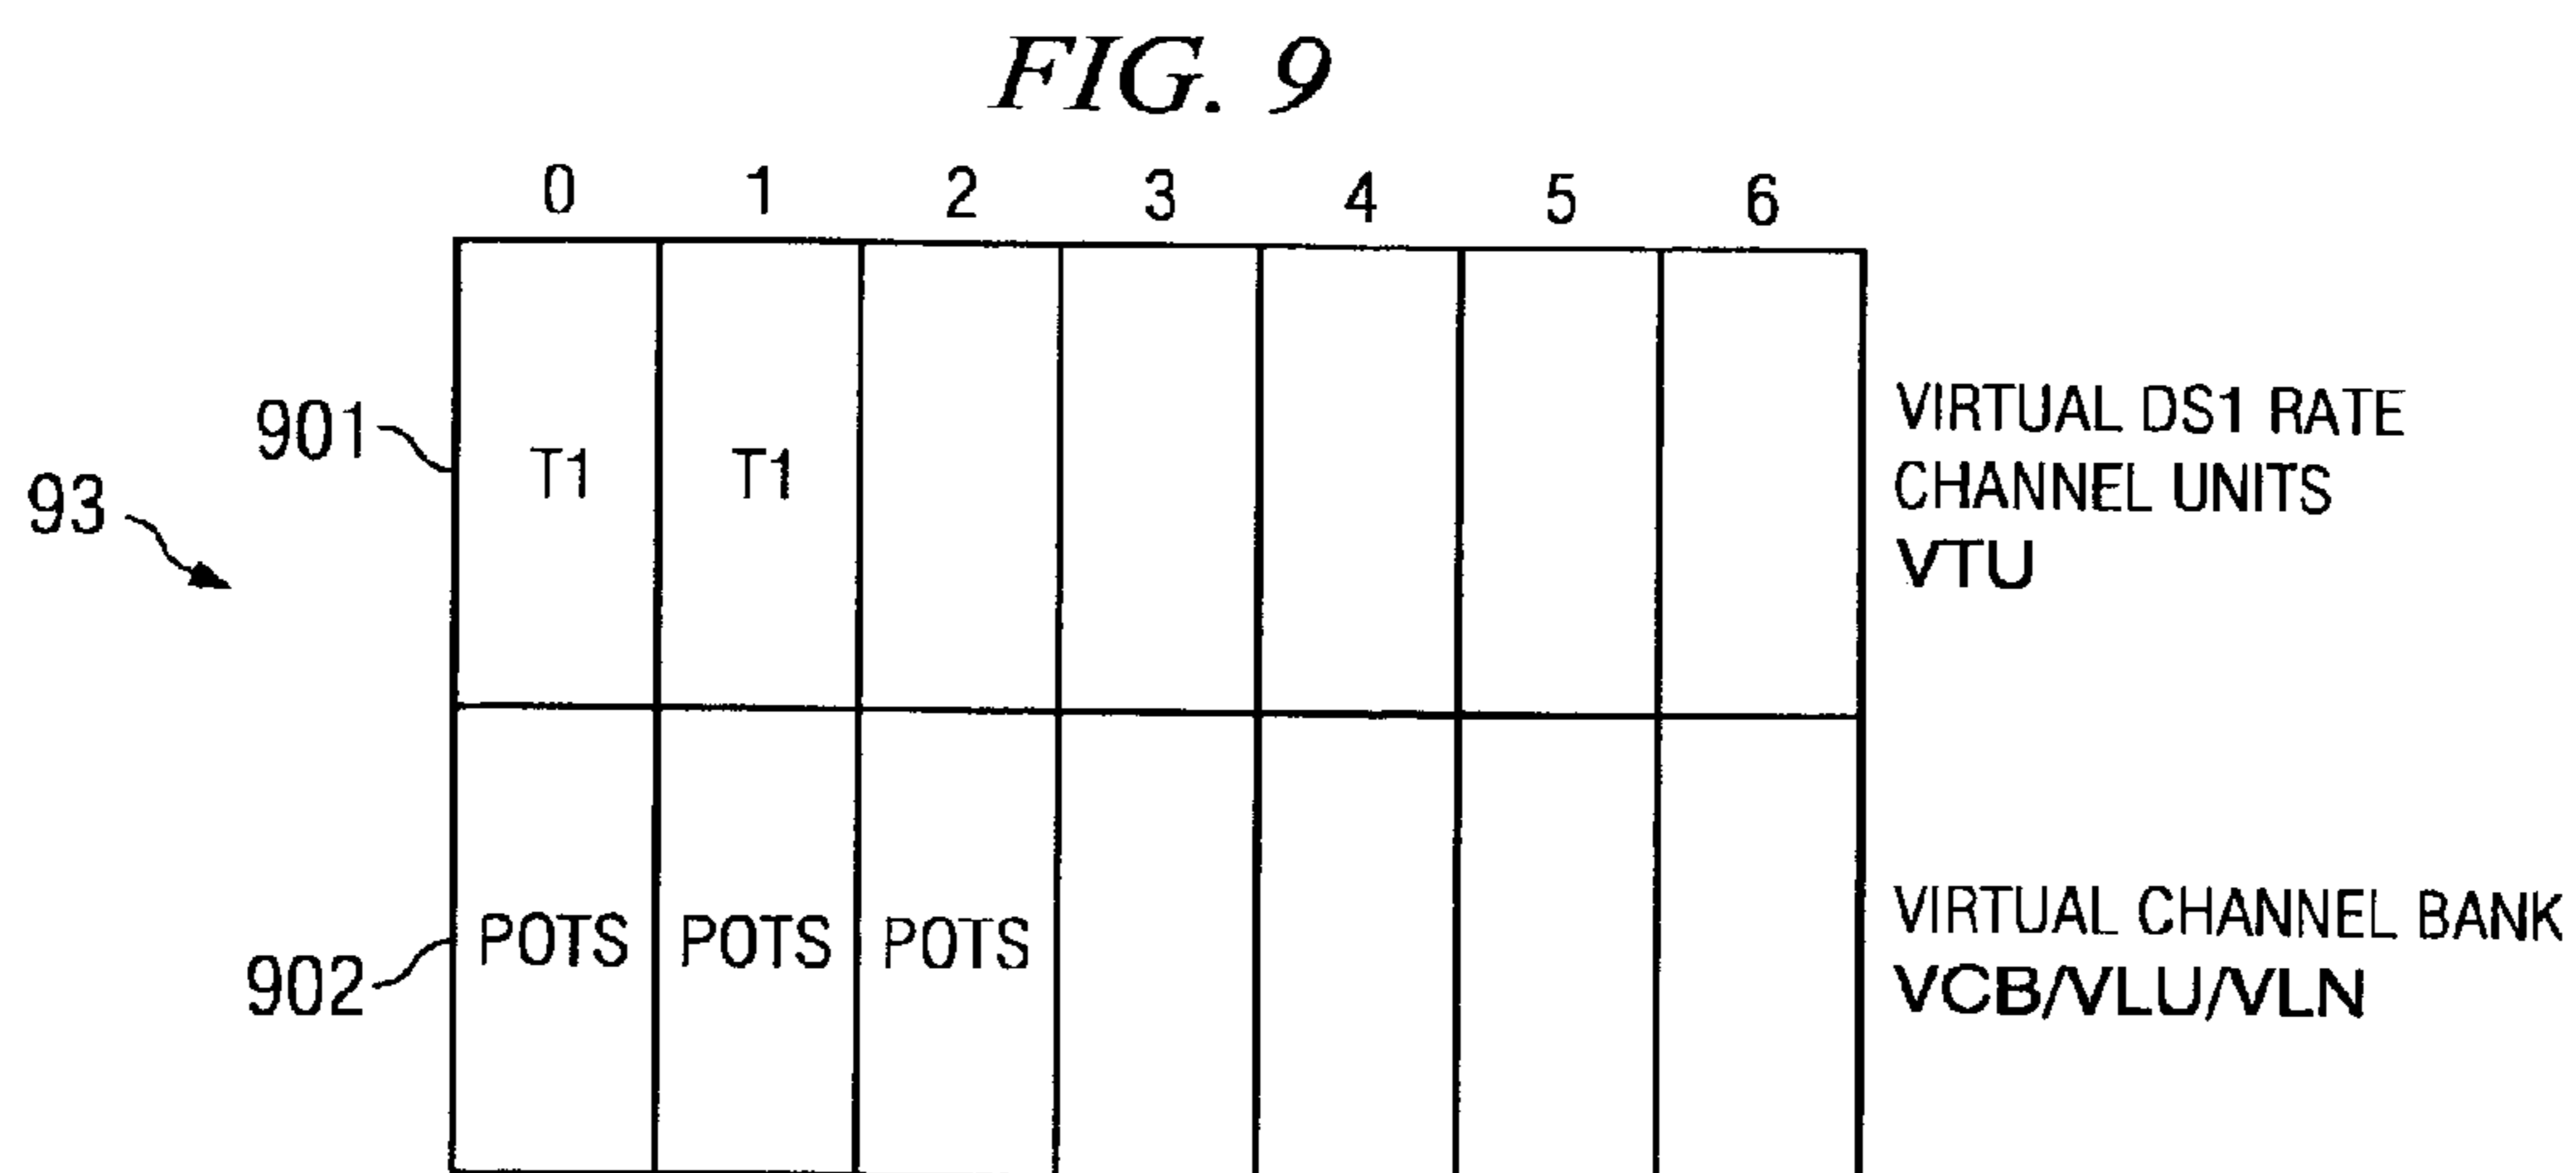 FIG. 9
0 1 2 3 4 5 6
901
T1 T1
VIRTUAL DS1 RATE
CHANNEL UNITS
VTU
93
902
POTS POTS POTS
VIRTUAL CHANNEL BANK
VCB/VLU/VLN